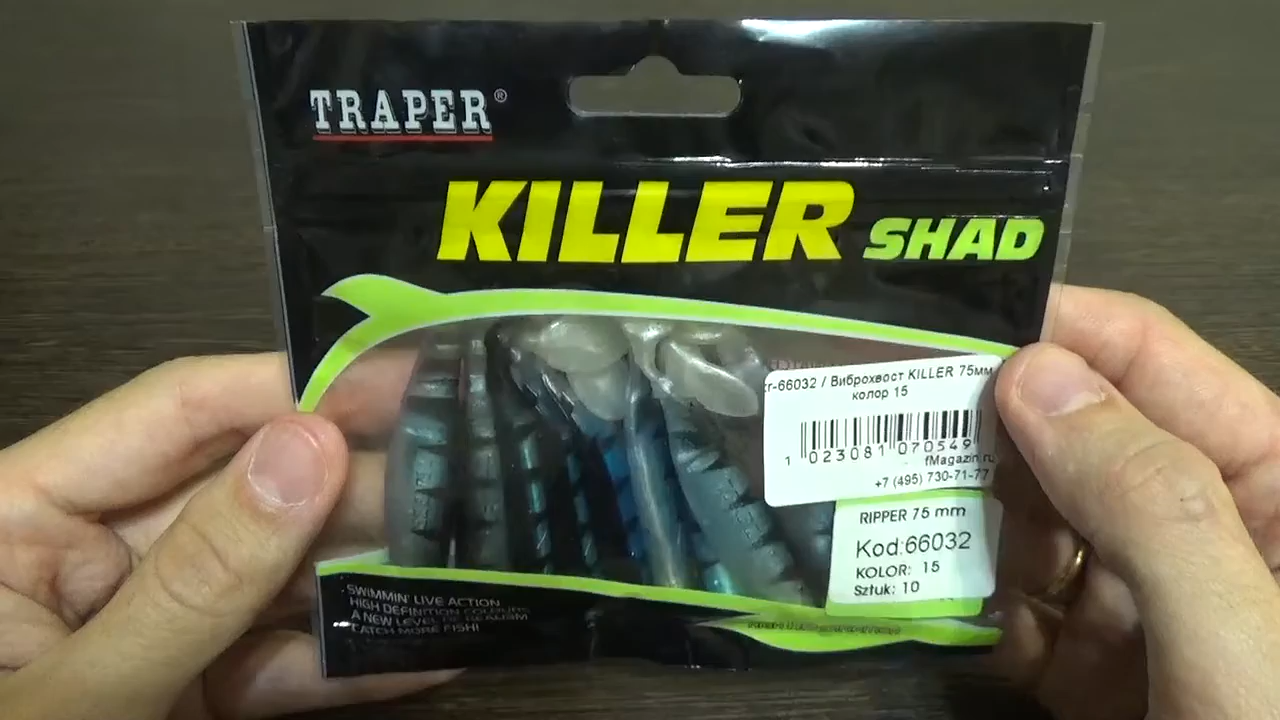 TRAPER®
KILLER SHAD
тг-66032 / Виброхвост KILLER 75мм
колор 15
1 023081 070549
fMagazin.ru
+7 (495) 730-71-77
RIPPER 75 mm
Kod:66032
KOLOR: 15
Sztuk: 10
SWIMMIN' LIVE ACTION
HIGH DEFINITION COLOURS
A NEW LEVEL OF REALISM
CATCH MORE FISH!